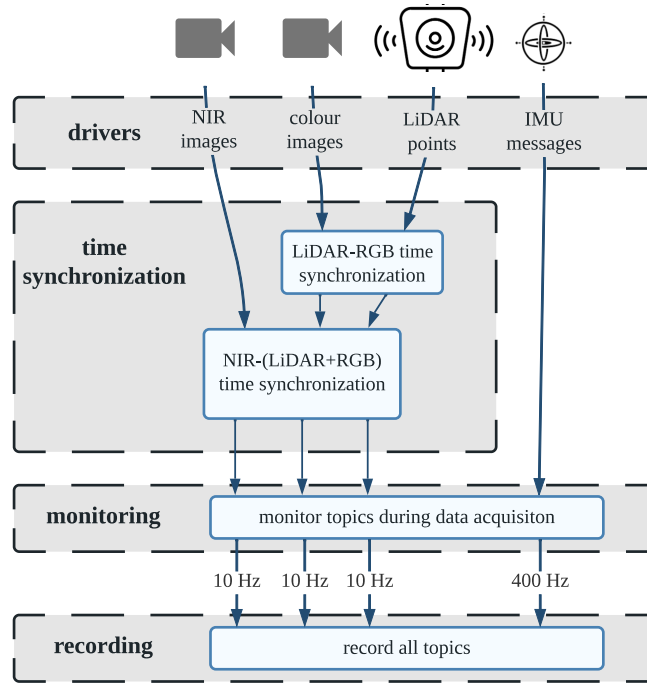 drivers
NIR
images
colour
images
LiDAR
points
IMU
messages
time
synchronization
LiDAR-RGB time
synchronization
NIR-(LiDAR+RGB)
time synchronization
monitoring
monitor topics during data acquisiton
10 Hz
10 Hz
10 Hz
400 Hz
recording
record all topics